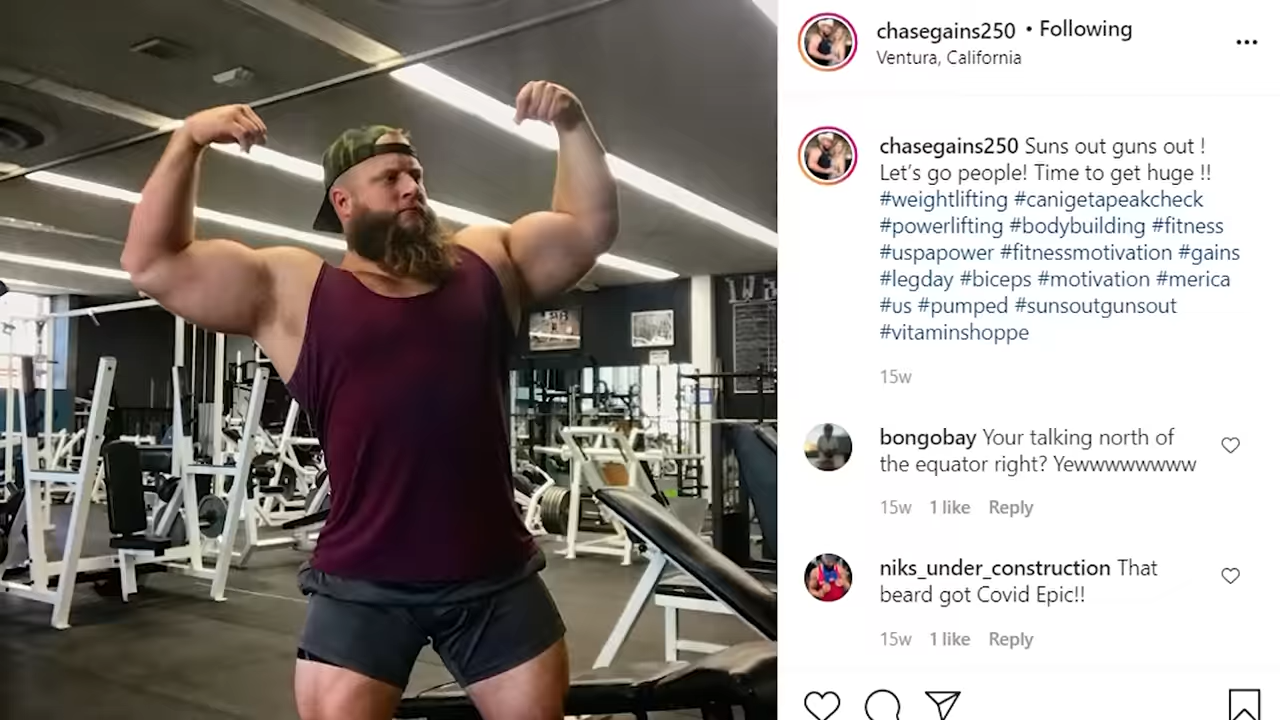 chasegains250 • Following
Ventura, California
chasegains250 Suns out guns out !
Let's go people! Time to get huge !!
#weightlifting #canigetapeakcheck
#powerlifting #bodybuilding #fitness
#uspapower #fitnessmotivation #gains
#legday #biceps #motivation #merica
#us #pumped #sunsoutgunsout
#vitaminshoppe
15w
bongobay Your talking north of
the equator right? Yewwwwwwww
15w 1 like Reply
niks_under_construction That
beard got Covid Epic!!
15w 1 like Reply